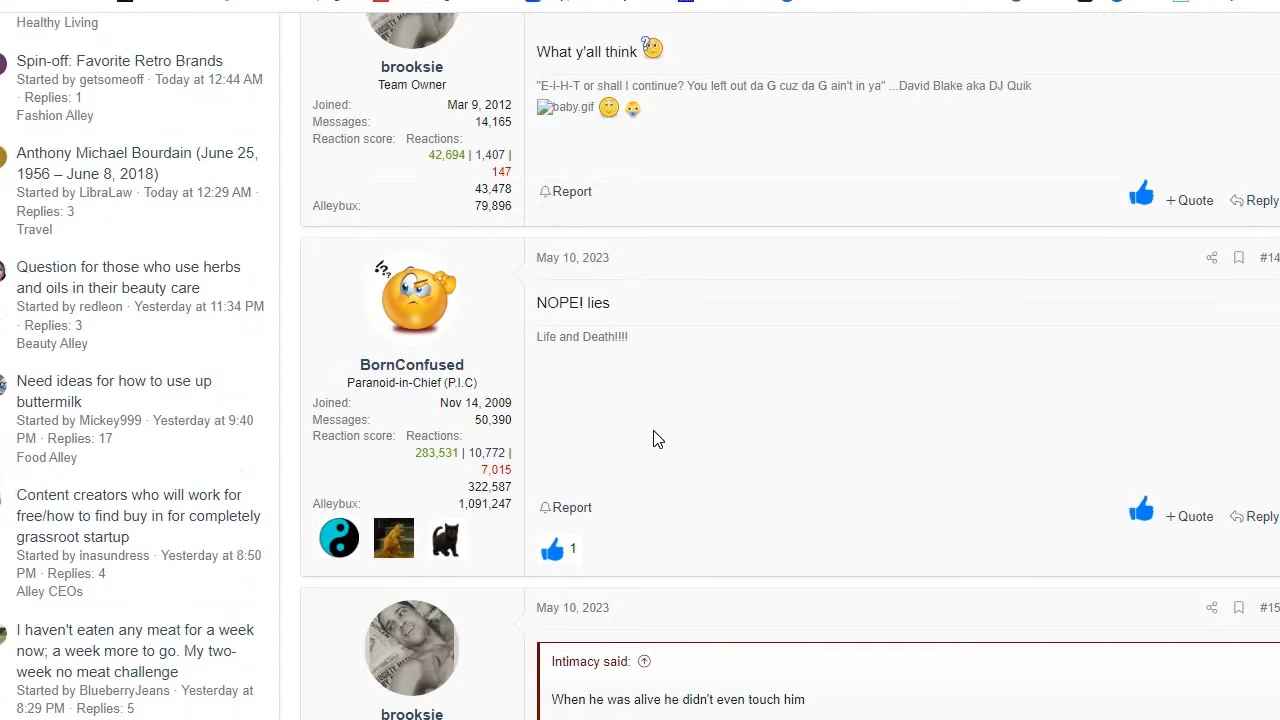 Healthy Living
Spin-off: Favorite Retro Brands
Started by getsomeoff · Today at 12:44 AM
· Replies: 1
Fashion Alley
Anthony Michael Bourdain (June 25,
1956 – June 8, 2018)
Started by LibraLaw · Today at 12:29 AM ·
Replies: 3
Travel
Question for those who use herbs
and oils in their beauty care
Started by redleon · Yesterday at 11:34 PM
· Replies: 3
Beauty Alley
Need ideas for how to use up
buttermilk
Started by Mickey999 · Yesterday at 9:40
PM · Replies: 17
Food Alley
Content creators who will work for
free/how to find buy in for completely
grassroot startup
Started by inasundress · Yesterday at 8:50
PM · Replies: 4
Alley CEOs
I haven't eaten any meat for a week
now; a week more to go. My two-
week no meat challenge
Started by BlueberryJeans · Yesterday at
8:29 PM · Replies: 5
brooksie
Team Owner
Joined: Mar 9, 2012
Messages: 14,165
Reaction score: Reactions:
42,694 | 1,407 |
147
43,478
Alleybux: 79,896
What y'all think
"E-I-H-T or shall I continue? You left out da G cuz da G ain't in ya" ...David Blake aka DJ Quik
baby.gif
Report
+ Quote Reply
BornConfused
Paranoid-in-Chief (P.I.C)
Joined: Nov 14, 2009
Messages: 50,390
Reaction score: Reactions:
283,531 | 10,772 |
7,015
322,587
Alleybux: 1,091,247
May 10, 2023 #14
NOPE! lies
Life and Death!!!!
Report
+ Quote Reply
1
brooksie
May 10, 2023 #15
Intimacy said:
When he was alive he didn't even touch him